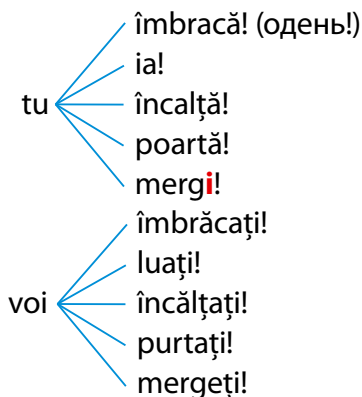 îmbracă! (одень!)
ia!
tu
încalță!
poartă!
mergi!
îmbrăcați!
luați!
voi
încălțați!
purtați!
mergeți!